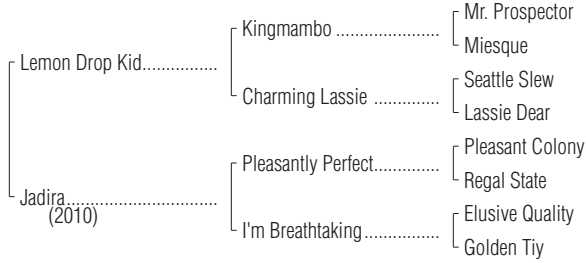 Mr. Prospector
Kingmambo ......................
Miesque
Lemon Drop Kid...............
Seattle Slew
Charming Lassie ..............
Lassie Dear
Pleasant Colony
Pleasantly Perfect.............
Regal State
Jadira..............................
(2010)
Elusive Quality
I'm Breathtaking................
Golden Tiy